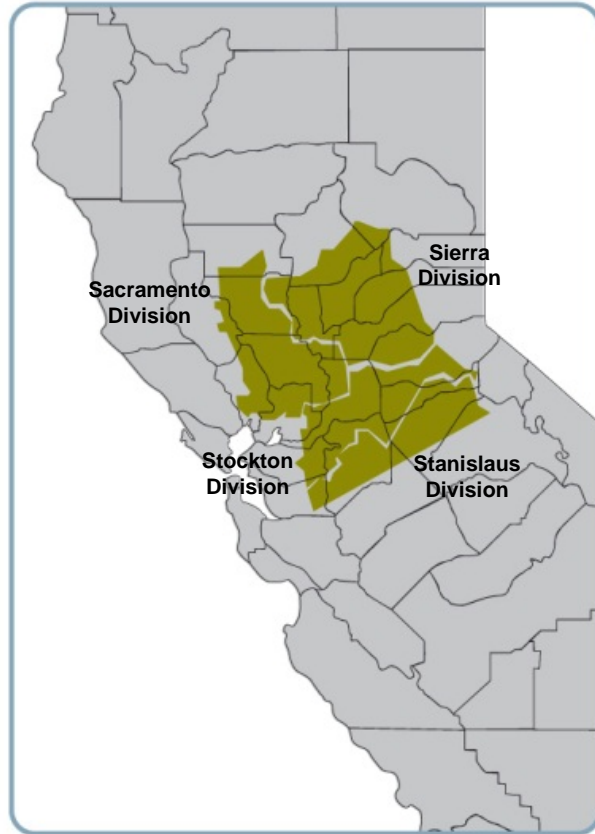 Sierra
Division
Sacramento
Division
Stockton
Division
Stanislaus
Division